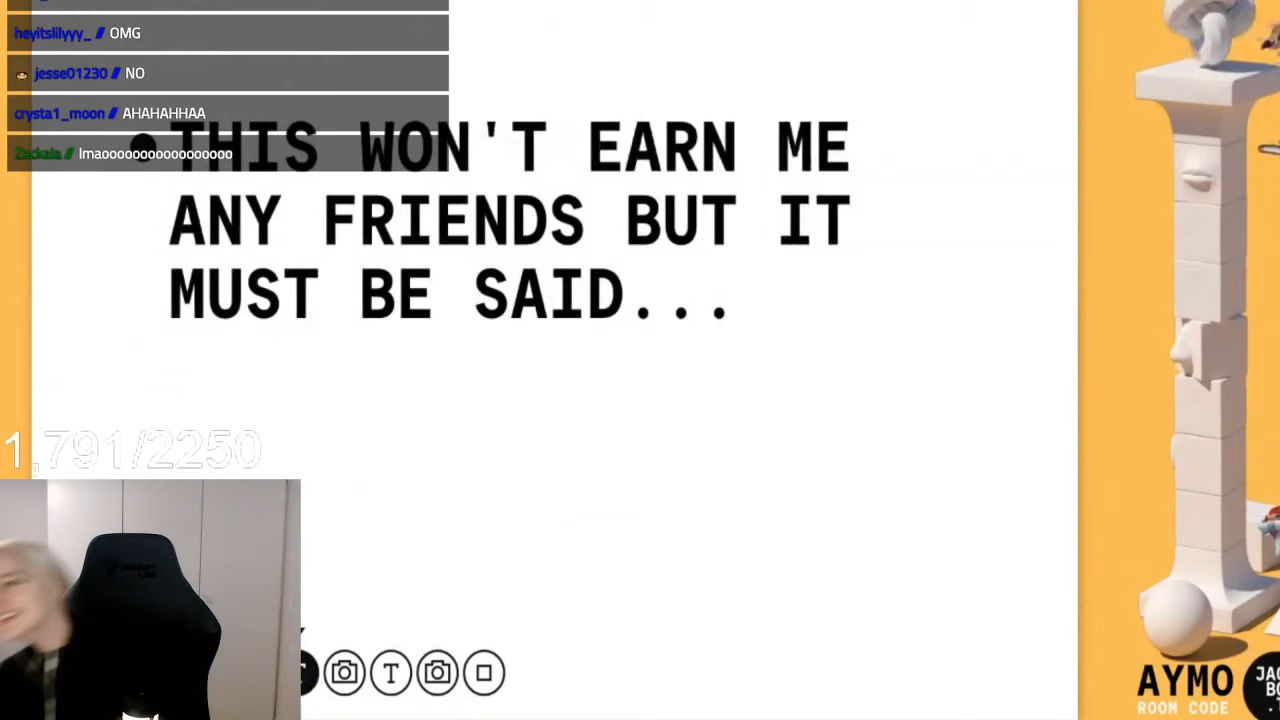 heyitslilyyy_ // OMG
jesse01230 // NO
crysta1_moon // AHAHAHHAA
Zackala // lmaooooooooooooooooo
• THIS WON'T EARN ME
ANY FRIENDS BUT IT
MUST BE SAID...
1,791/2250
T
AYMO
ROOM CODE